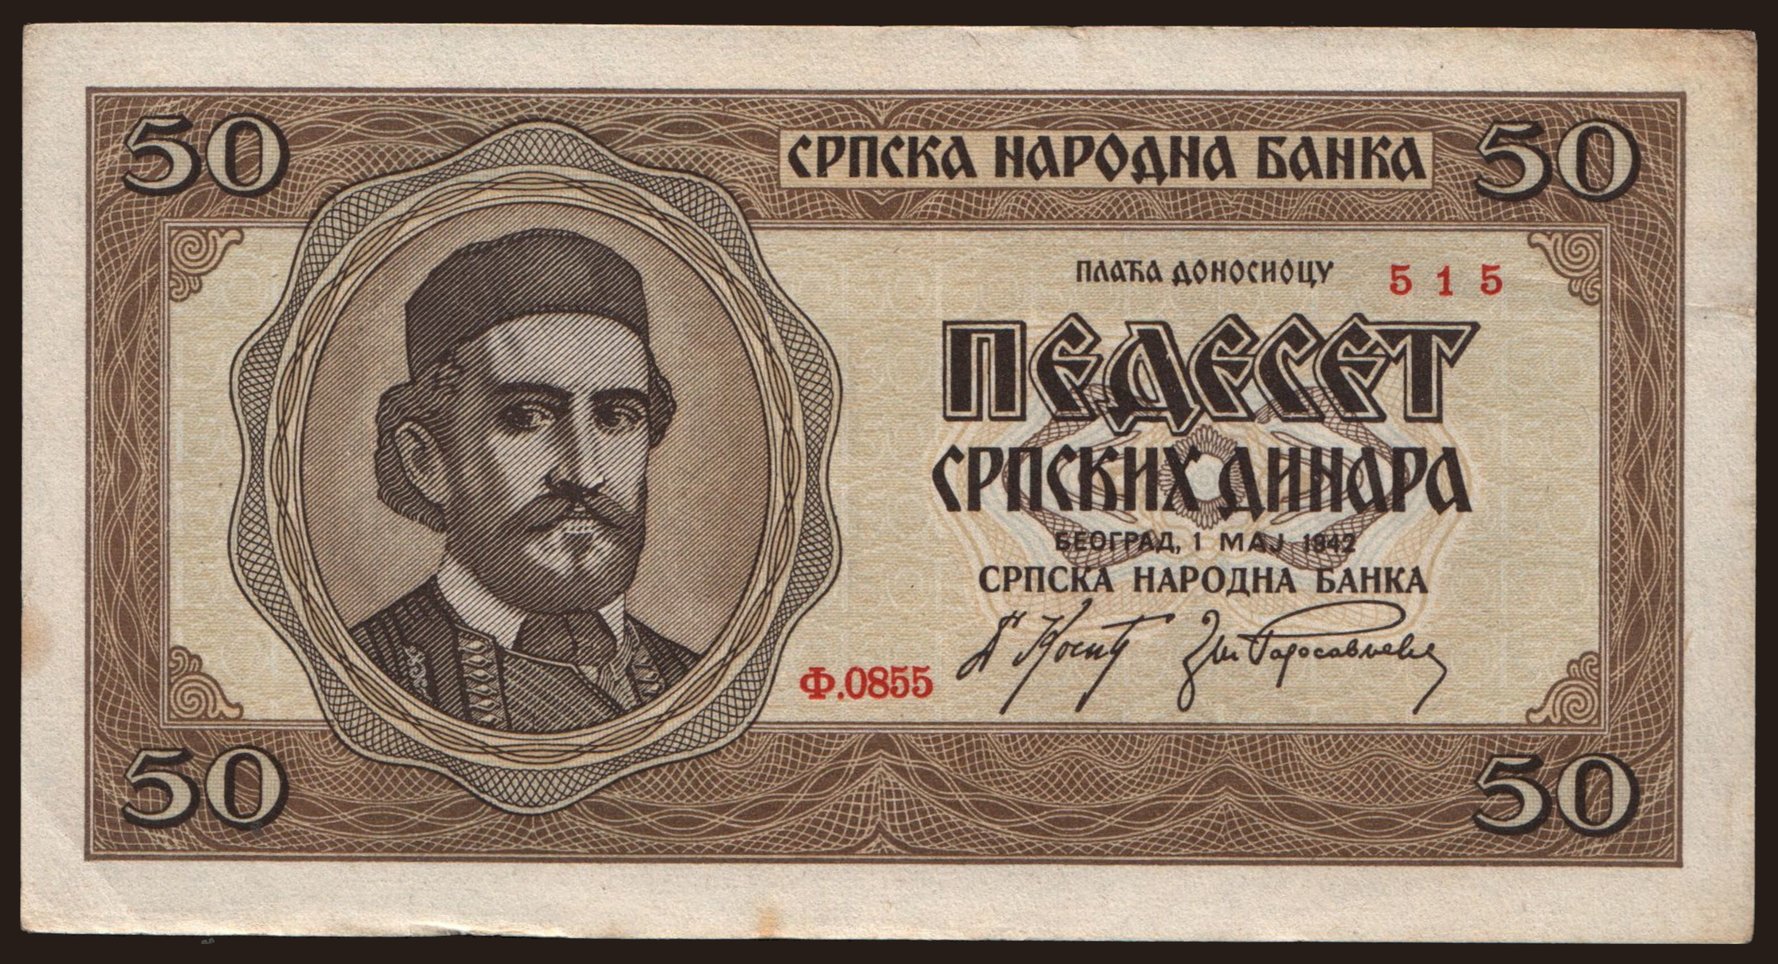 50 СРПСКА НАРОДНА БАНКА 50
ПЛАЋА ДОНОСИОЦУ 515
ПЕДЕСЕТ
СРПСКИХ ДИНАРА
БЕОГРАД, 1 МАЈ 1942
СРПСКА НАРОДНА БАНКА
Ф.0855
50 50